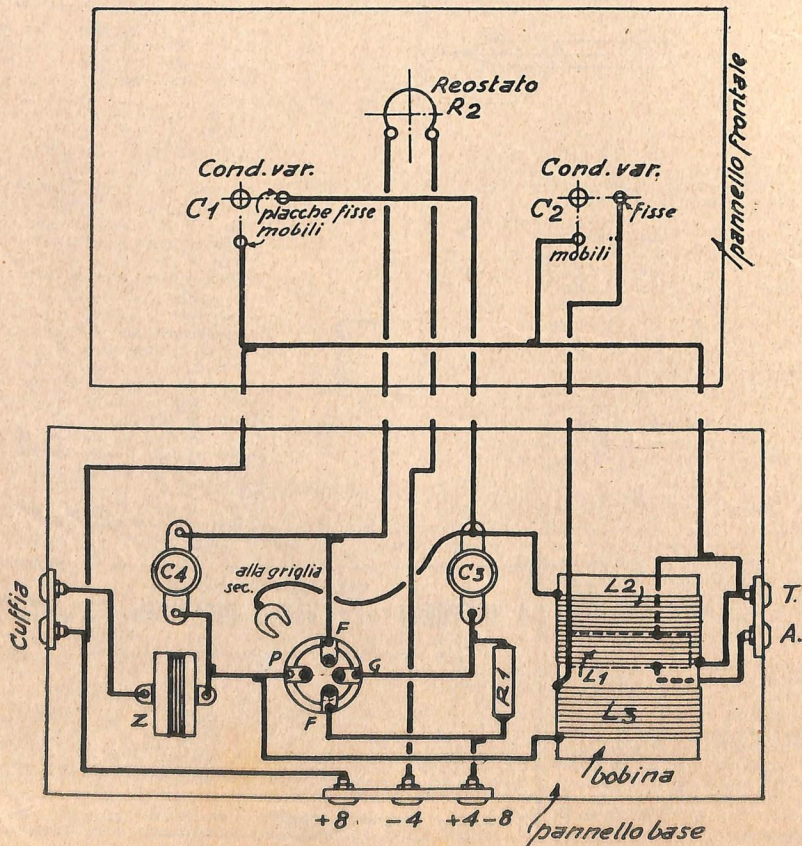 Reostato
R2
Cond. var.
C1
placche fisse
mobili
Cond. var.
C2
fisse
mobili
pannello frontale
Cuffia
C4
alla griglia
sec.
C3
F
P
G
F
Z
R1
L2
L1
L3
T.
A.
bobina
+8
-4
+4-8
pannello base